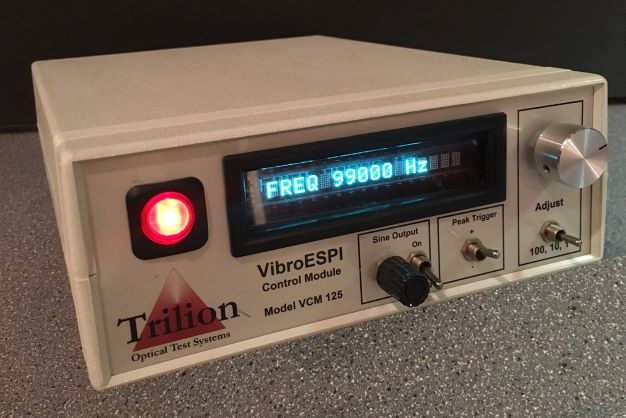 FREQ 99000 Hz
VibroESPI
Control Module
Model VCM 125
Trilion
Optical Test Systems
Sine Output
On
Peak Trigger
+
-
Adjust
100, 10, 1